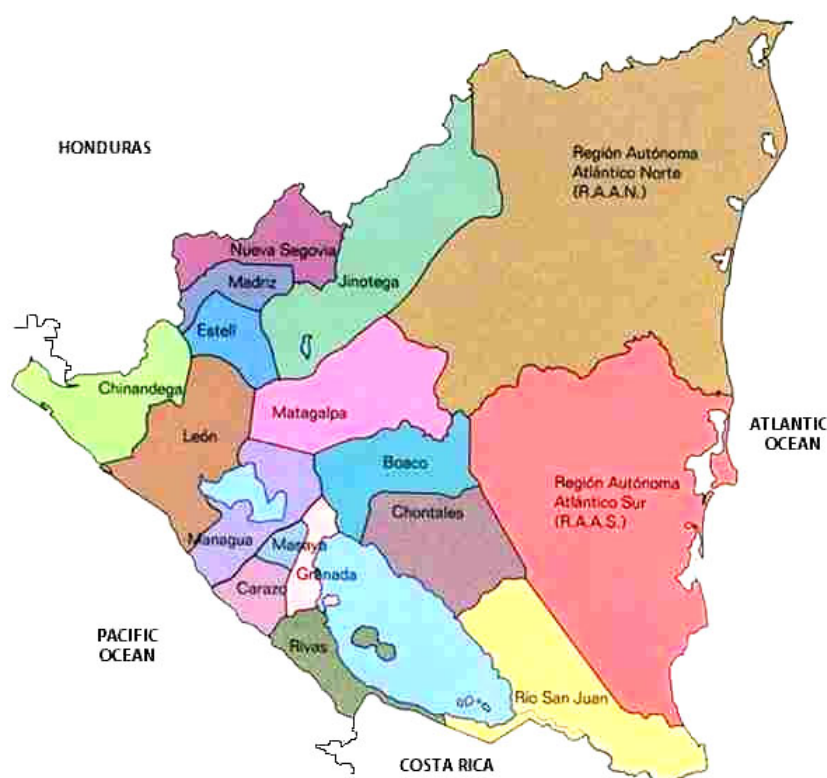 HONDURAS
Región Autónoma
Atlántico Norte
(R.A.A.N.)
Nueva Segovia
Madriz
Jinotega
Estelí
Chinandega
Matagalpa
León
ATLANTIC
OCEAN
Boaco
Región Autónoma
Atlántico Sur
(R.A.A.S.)
Chontales
Managua
Masaya
Granada
Carazo
PACIFIC
OCEAN
Rivas
Río San Juan
COSTA RICA